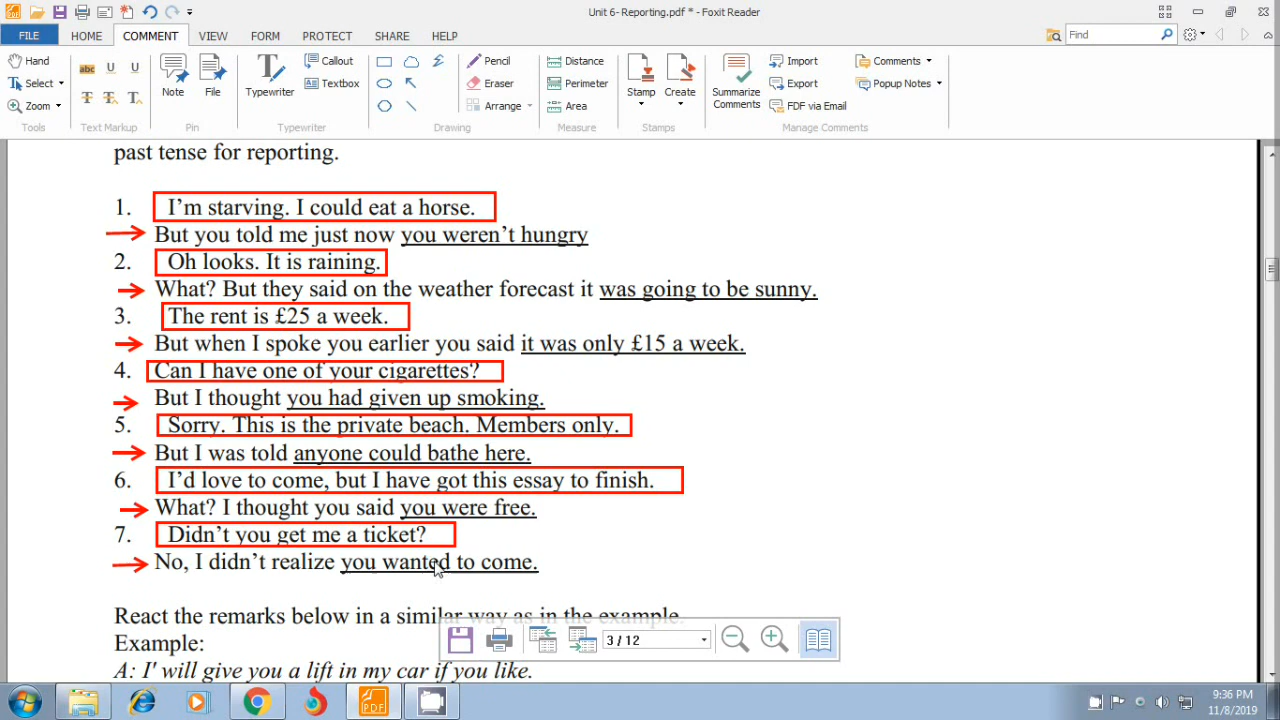 Unit 6- Reporting.pdf * - Foxit Reader
FILE HOME COMMENT VIEW FORM PROTECT SHARE HELP Find
Hand Select Zoom Tools
abc U U T T T Text Markup
Note File Pin
Typewriter Callout Textbox Typewriter
Pencil Eraser Arrange Drawing
Distance Perimeter Area Measure
Stamp Create Stamps
Summarize Comments Import Export FDF via Email Comments Popup Notes Manage Comments
past tense for reporting.
1. I’m starving. I could eat a horse.
But you told me just now you weren’t hungry
2. Oh looks. It is raining.
What? But they said on the weather forecast it was going to be sunny.
3. The rent is £25 a week.
But when I spoke you earlier you said it was only £15 a week.
4. Can I have one of your cigarettes?
But I thought you had given up smoking.
5. Sorry. This is the private beach. Members only.
But I was told anyone could bathe here.
6. I’d love to come, but I have got this essay to finish.
What? I thought you said you were free.
7. Didn’t you get me a ticket?
No, I didn’t realize you wanted to come.
React the remarks below in a similar way as in the example.
Example:
A: I' will give you a lift in my car if you like.
3 / 12
PDF
9:36 PM
11/8/2019